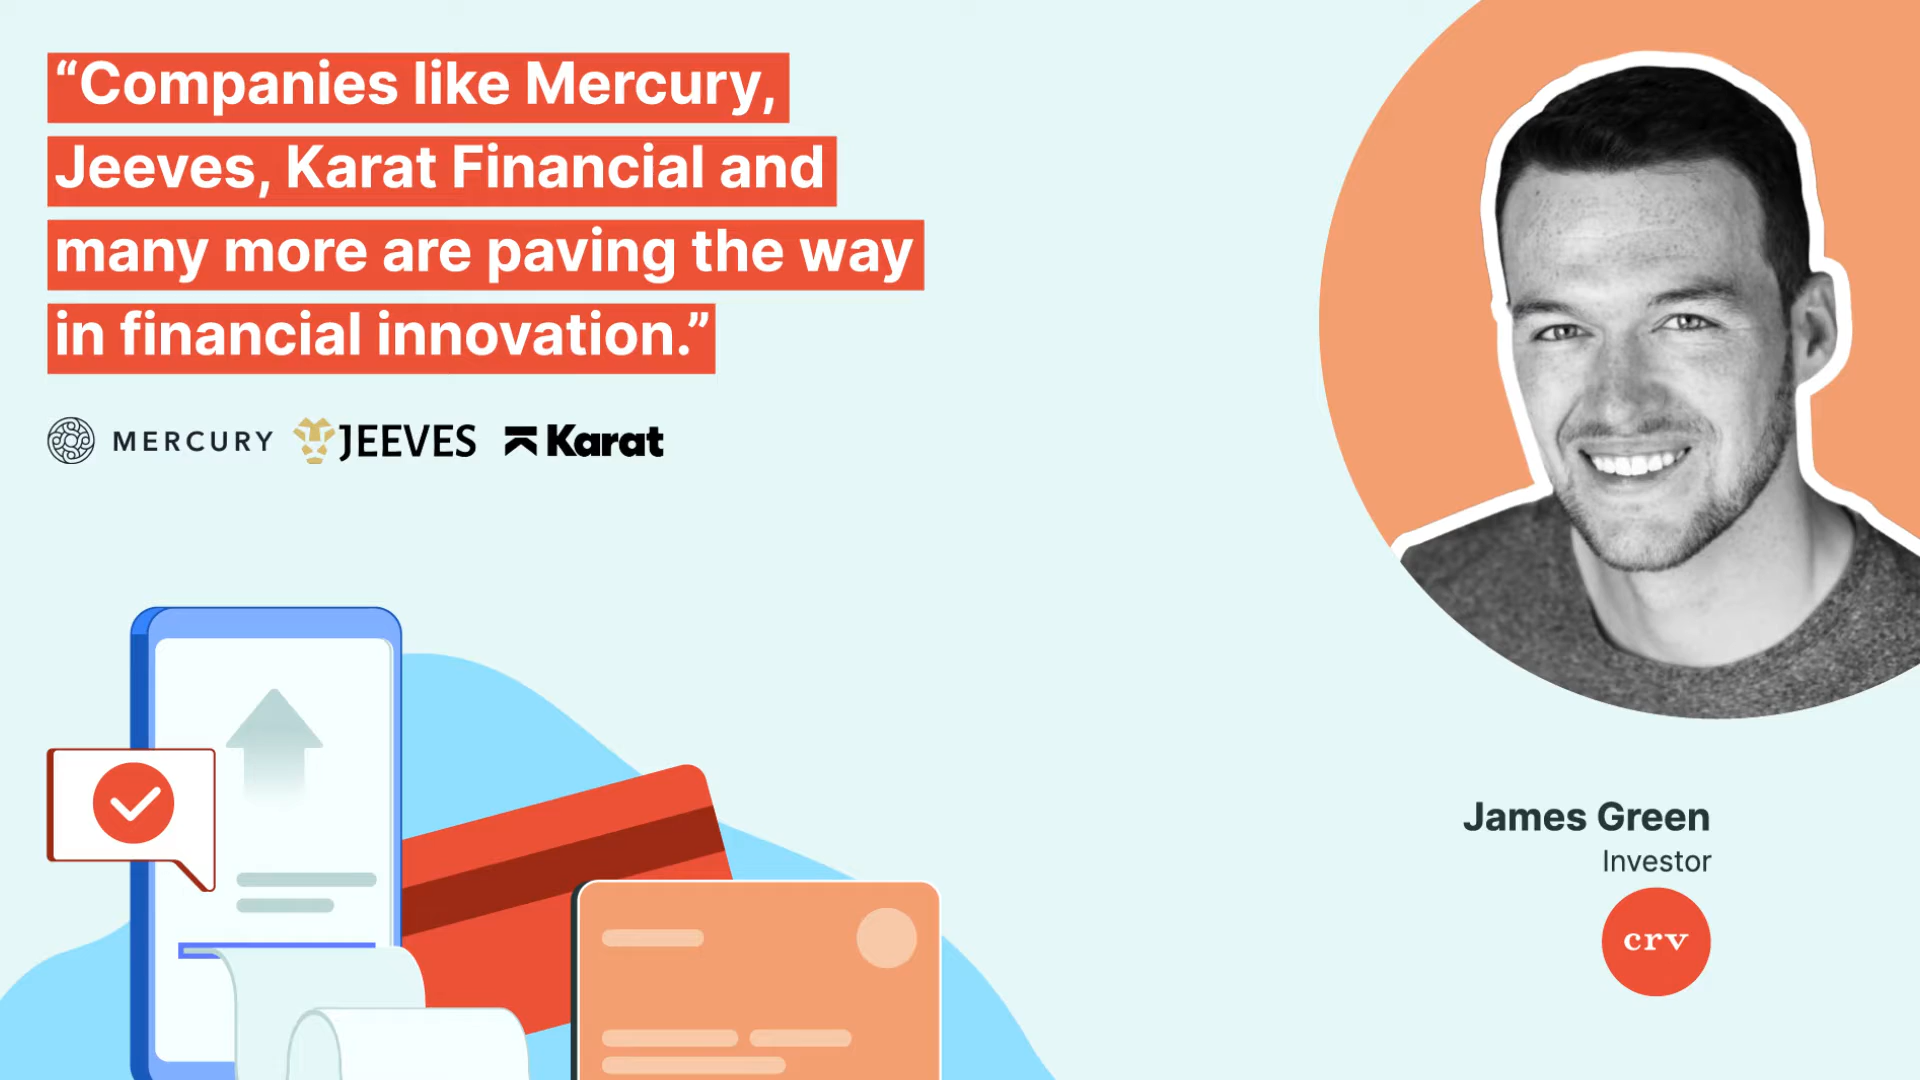 “Companies like Mercury,
Jeeves, Karat Financial and
many more are paving the way
in financial innovation.”
MERCURY JEEVES Karat
James Green
Investor
crv